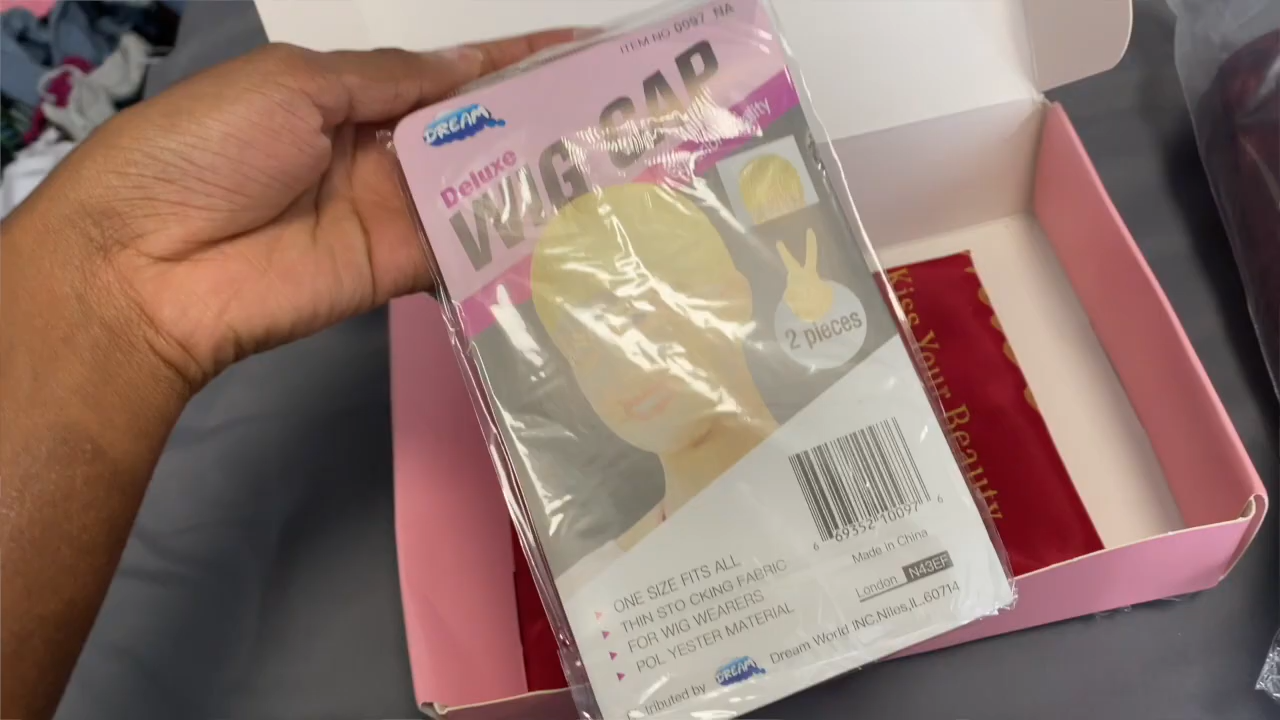 ITEM NO 0097 NA
DREAM
Deluxe
WIG CAP
2 pieces
6 69352 10097 6
Made in China
London N43EF
ONE SIZE FITS ALL
THIN STO CKING FABRIC
FOR WIG WEARERS
POL YESTER MATERIAL
DREAM Dream World INC,Niles,IL.60714
Kiss Your Beauty